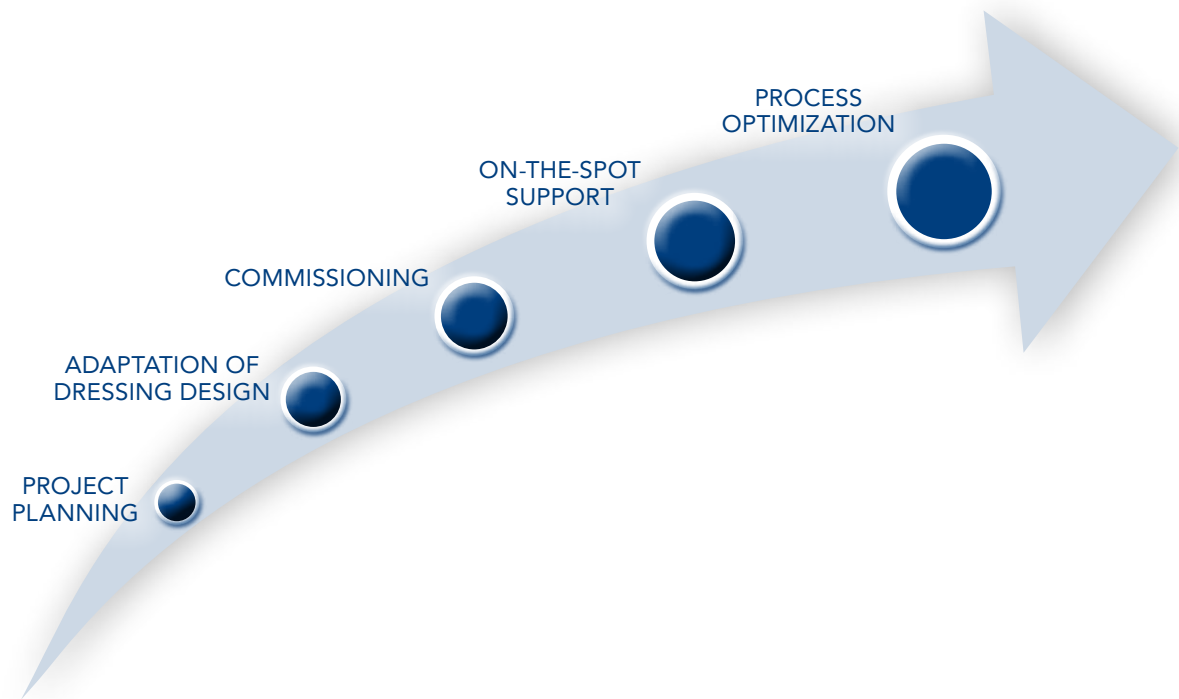 PROCESS
OPTIMIZATION
ON-THE-SPOT
SUPPORT
COMMISSIONING
ADAPTATION OF
DRESSING DESIGN
PROJECT
PLANNING